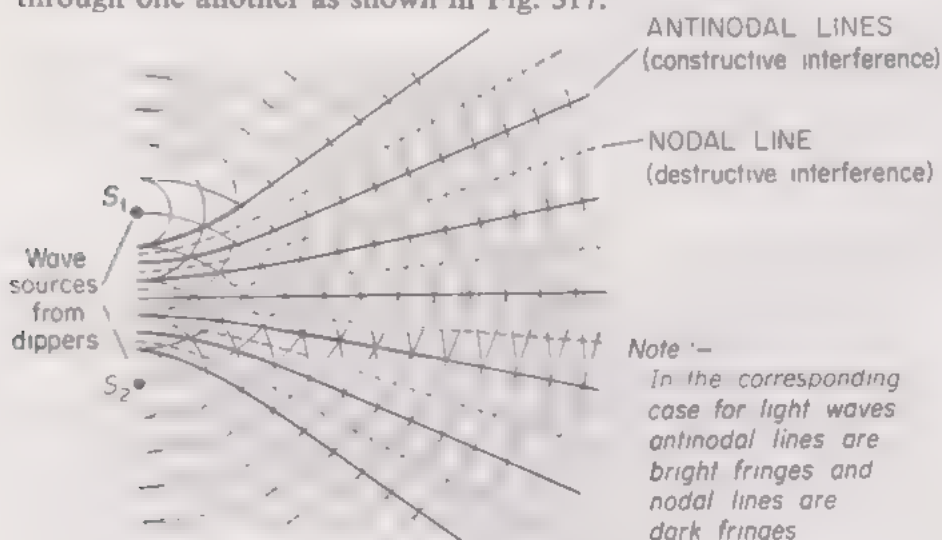 through one another as shown in Fig. 317.
ANTINODAL LINES
(constructive interference)
NODAL LINE
(destructive interference)
S₁
Wave
sources
from
dippers
S₂
Note :-
In the corresponding
case for light waves
antinodal lines are
bright fringes and
nodal lines are
dark fringes